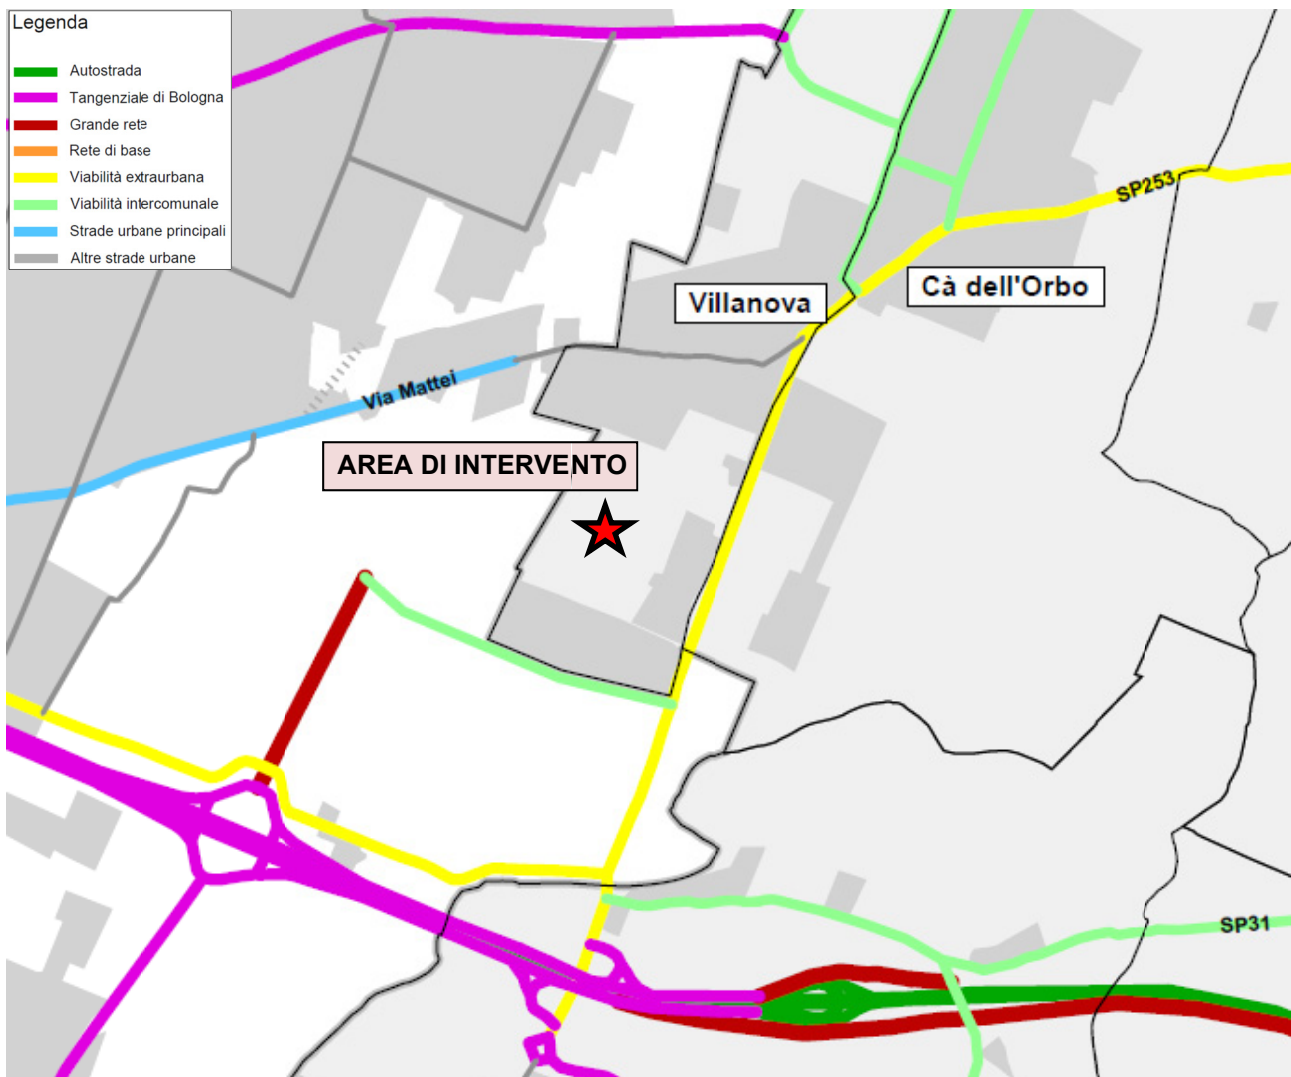 Legenda
Autostrada
Tangenziale di Bologna
Grande rete
Rete di base
Viabilità extraurbana
Viabilità intercomunale
Strade urbane principali
Altre strade urbane
SP253
Cà dell'Orbo
Villanova
Via Mattei
AREA DI INTERVENTO
SP31